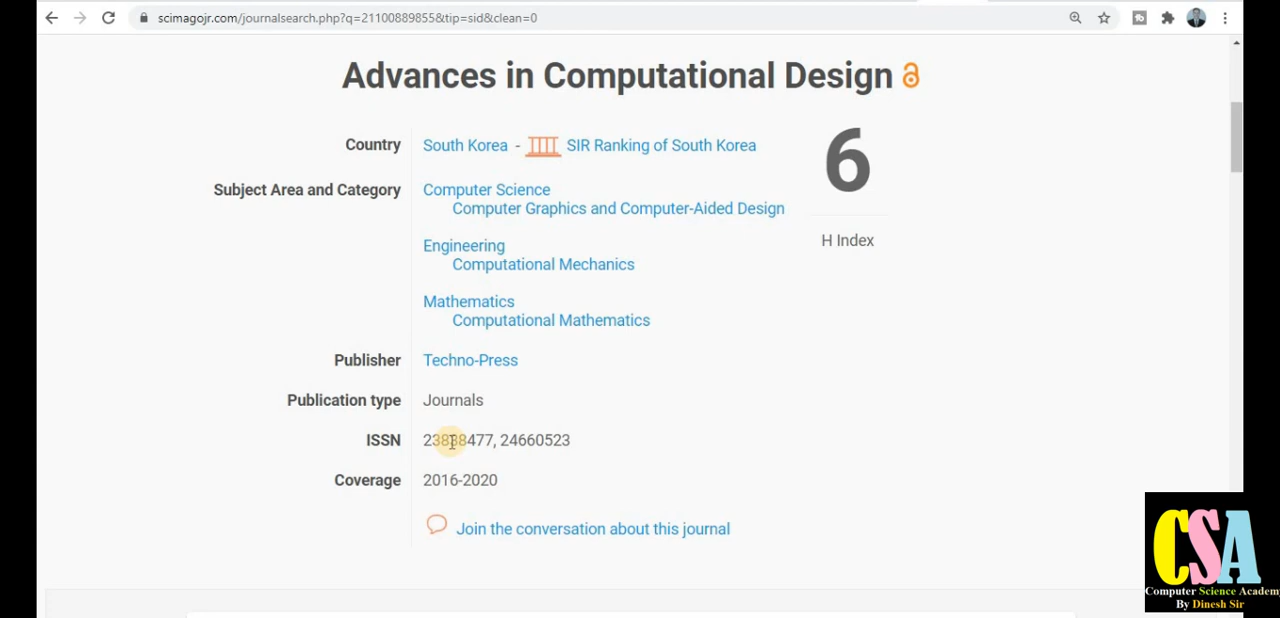 scimagojr.com/journalsearch.php?q=21100889855&tip=sid&clean=0
Advances in Computational Design
Country South Korea - SIR Ranking of South Korea
6
H Index
Subject Area and Category Computer Science
Computer Graphics and Computer-Aided Design
Engineering
Computational Mechanics
Mathematics
Computational Mathematics
Publisher Techno-Press
Publication type Journals
ISSN 23838477, 24660523
Coverage 2016-2020
Join the conversation about this journal
CSA
Computer Science Academy
By Dinesh Sir